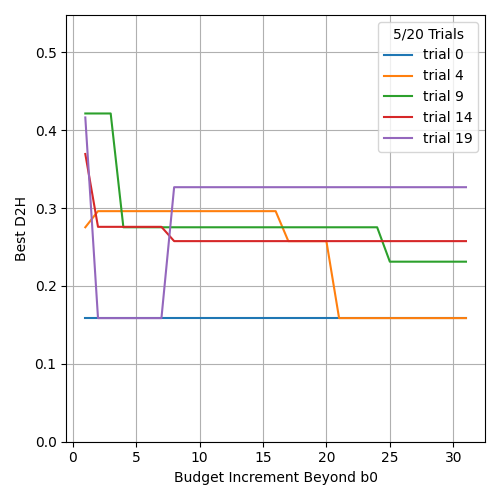 5/20 Trials
trial 0
trial 4
trial 9
trial 14
trial 19
0.5
0.4
0.3
0.2
0.1
0.0
Best D2H
0 5 10 15 20 25 30
Budget Increment Beyond b0